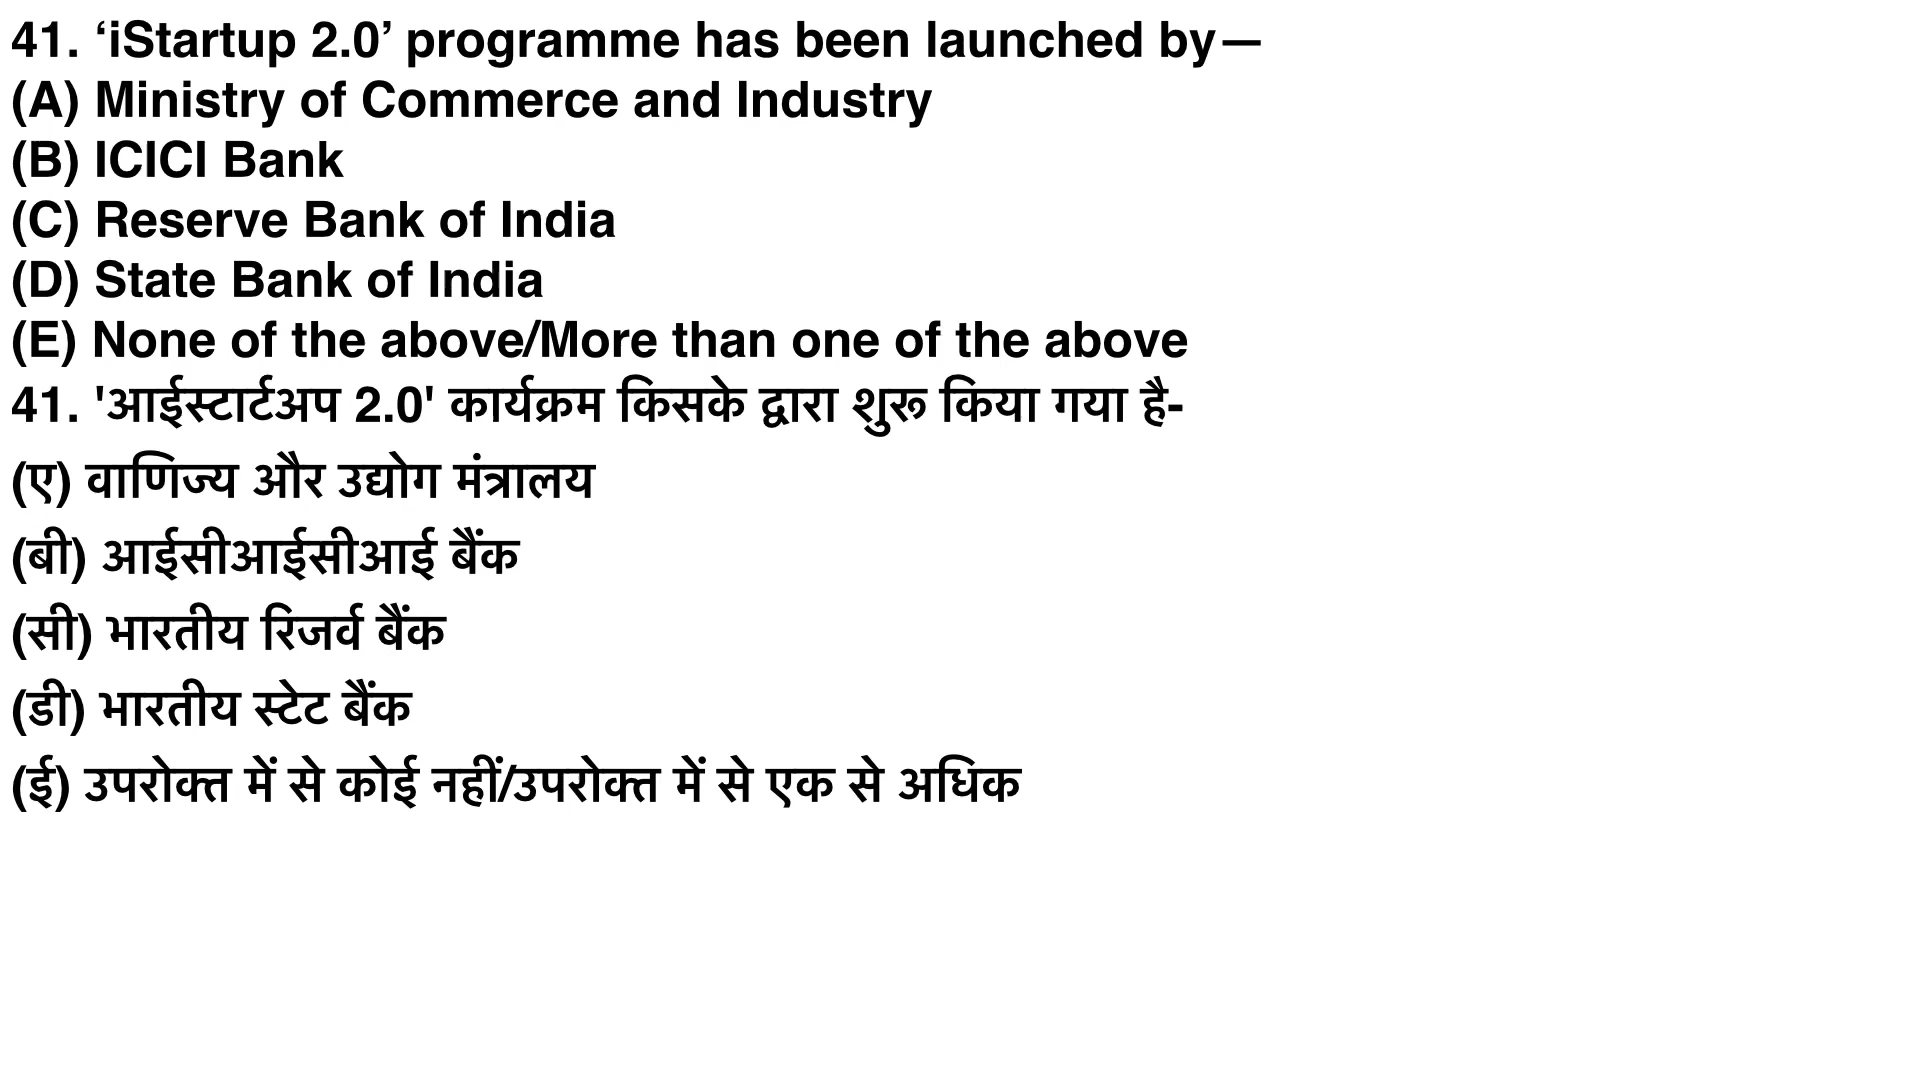 41. ‘iStartup 2.0’ programme has been launched by—
(A) Ministry of Commerce and Industry
(B) ICICI Bank
(C) Reserve Bank of India
(D) State Bank of India
(E) None of the above/More than one of the above
41. 'आईस्टार्टअप 2.0' कार्यक्रम किसके द्वारा शुरू किया गया है-
(ए) वाणिज्य और उद्योग मंत्रालय
(बी) आईसीआईसीआई बैंक
(सी) भारतीय रिजर्व बैंक
(डी) भारतीय स्टेट बैंक
(ई) उपरोक्त में से कोई नहीं/उपरोक्त में से एक से अधिक